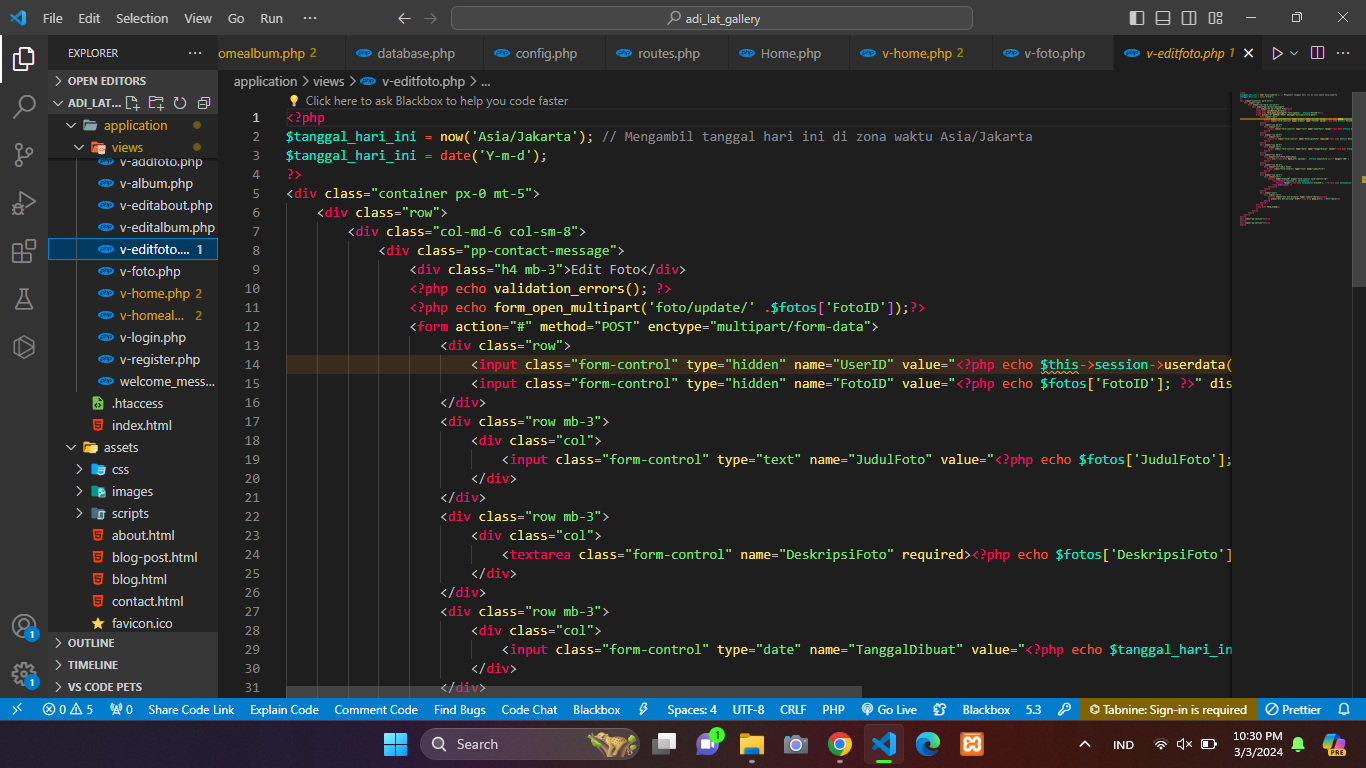 File Edit Selection View Go Run ··· adi_lat_gallery
EXPLORER ···
OPEN EDITORS
ADI_LAT...
application
views
v-addfoto.php
v-album.php
v-editabout.php
v-editalbum.php
v-editfoto.... 1
v-foto.php
v-home.php 2
v-homeal... 2
v-login.php
v-register.php
welcome_mess...
.htaccess
index.html
assets
css
images
scripts
about.html
blog-post.html
blog.html
contact.html
favicon.ico
OUTLINE
TIMELINE
VS CODE PETS
omealbum.php 2 database.php config.php routes.php Home.php v-home.php 2 v-foto.php v-editfoto.php 1
application > views > v-editfoto.php > ...
Click here to ask Blackbox to help you code faster
1 <?php
2 $tanggal_hari_ini = now('Asia/Jakarta'); // Mengambil tanggal hari ini di zona waktu Asia/Jakarta
3 $tanggal_hari_ini = date('Y-m-d');
4 ?>
5 <div class="container px-0 mt-5">
6 <div class="row">
7 <div class="col-md-6 col-sm-8">
8 <div class="pp-contact-message">
9 <div class="h4 mb-3">Edit Foto</div>
10 <?php echo validation_errors(); ?>
11 <?php echo form_open_multipart('foto/update/' .$fotos['FotoID']);?>
12 <form action="#" method="POST" enctype="multipart/form-data">
13 <div class="row">
14 <input class="form-control" type="hidden" name="UserID" value="<?php echo $this->session->userdata(
15 <input class="form-control" type="hidden" name="FotoID" value="<?php echo $fotos['FotoID']; ?>" dis
16 </div>
17 <div class="row mb-3">
18 <div class="col">
19 <input class="form-control" type="text" name="JudulFoto" value="<?php echo $fotos['JudulFoto'];
20 </div>
21 </div>
22 <div class="row mb-3">
23 <div class="col">
24 <textarea class="form-control" name="DeskripsiFoto" required><?php echo $fotos['DeskripsiFoto']
25 </div>
26 </div>
27 <div class="row mb-3">
28 <div class="col">
29 <input class="form-control" type="date" name="TanggalDibuat" value="<?php echo $tanggal_hari_in
30 </div>
31 </div>
0 5 0 Share Code Link Explain Code Comment Code Find Bugs Code Chat Blackbox Spaces: 4 UTF-8 CRLF PHP Go Live Blackbox 5.3 Tabnine: Sign-in is required Prettier
Search 1 IND 10:30 PM
3/3/2024
PRE